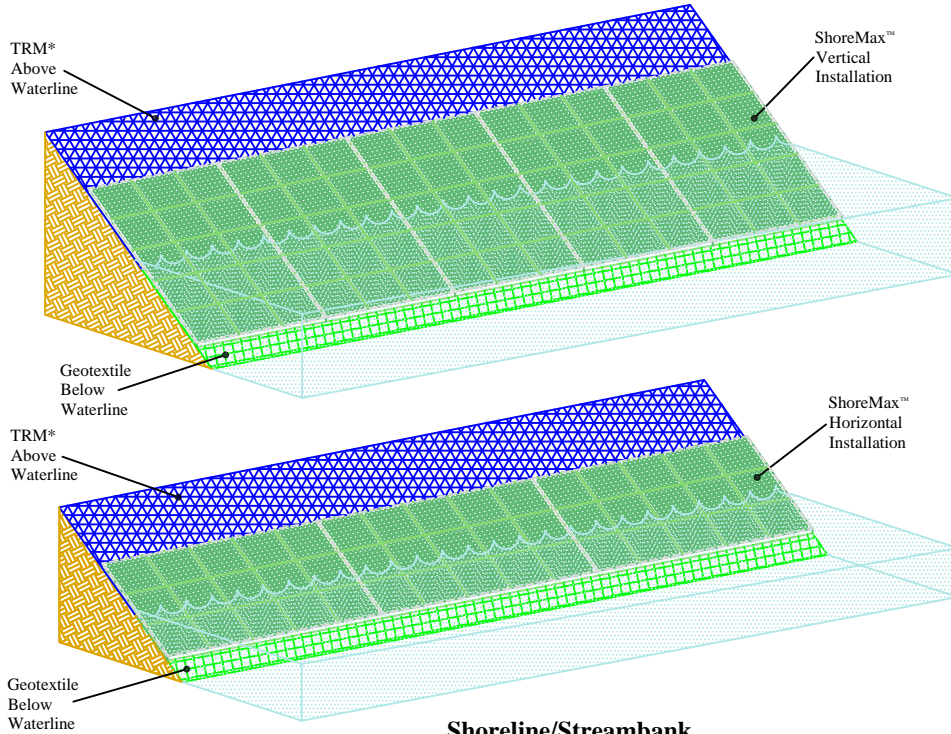 TRM*
Above
Waterline
ShoreMax™
Vertical
Installation
Geotextile
Below
Waterline
TRM*
Above
Waterline
ShoreMax™
Horizontal
Installation
Geotextile
Below
Waterline
Shoreline/Streambank